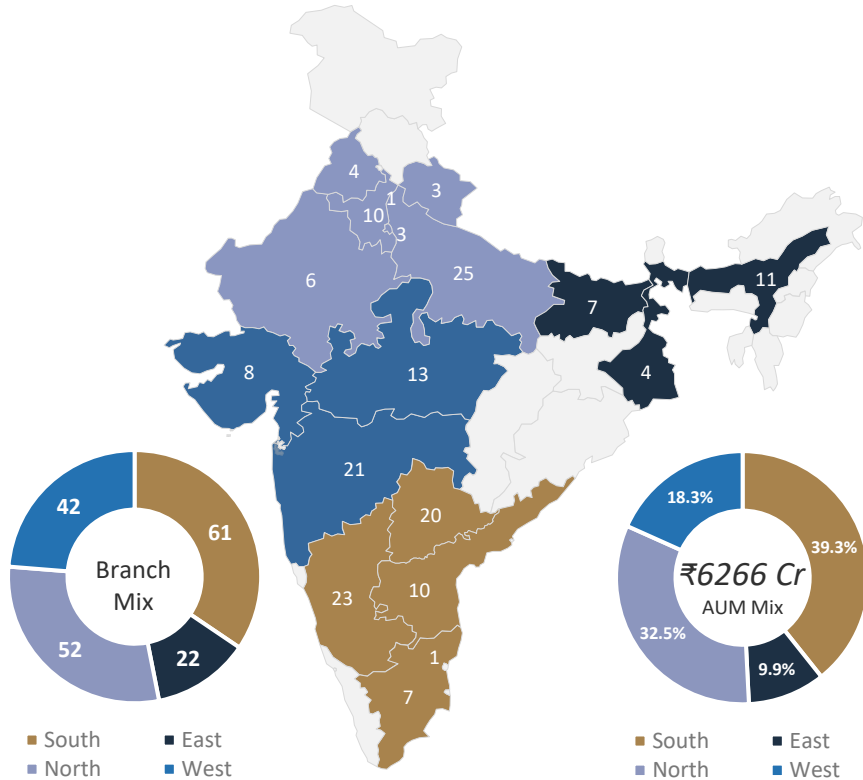 4
1
3
10
3
6
25
11
7
8
13
4
21
20
23
10
1
7
42
61
Branch
Mix
52
22
South
East
North
West
18.3%
39.3%
₹6266 Cr
AUM Mix
32.5%
9.9%
South
East
North
West